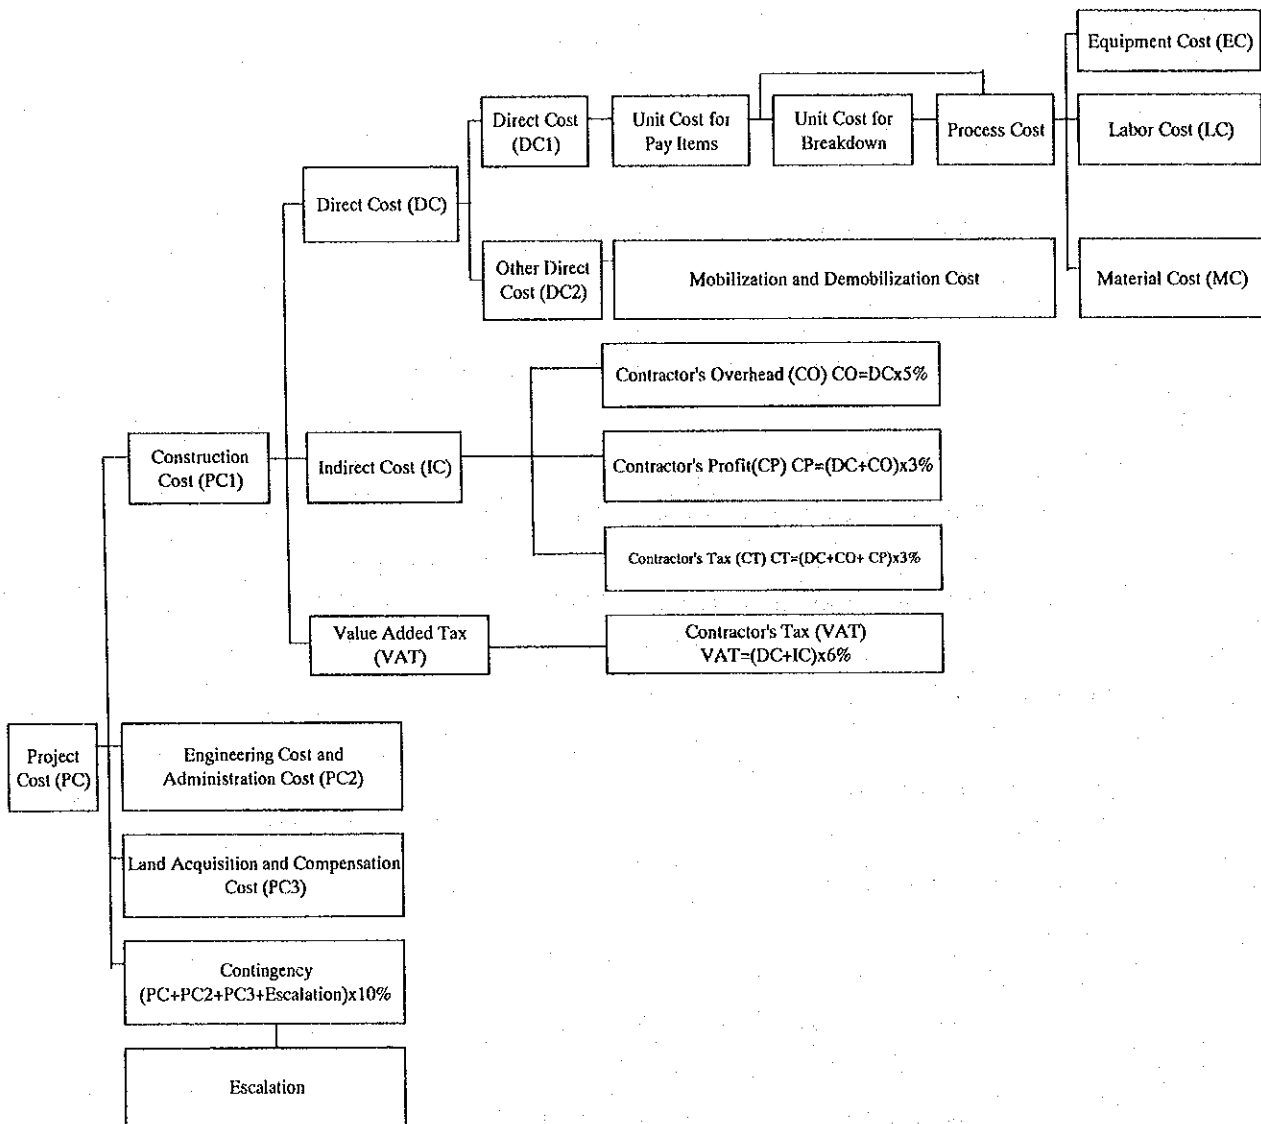 Equipment Cost (EC)
Direct Cost
(DC1)
Unit Cost for
Pay Items
Unit Cost for
Breakdown
Process Cost
Labor Cost (LC)
Direct Cost (DC)
Other Direct
Cost (DC2)
Mobilization and Demobilization Cost
Material Cost (MC)
Contractor's Overhead (CO) CO=DCx5%
Construction
Cost (PC1)
Indirect Cost (IC)
Contractor's Profit(CP) CP=(DC+CO)x3%
Contractor's Tax (CT) CT=(DC+CO+ CP)x3%
Value Added Tax
(VAT)
Contractor's Tax (VAT)
VAT=(DC+IC)x6%
Project
Cost (PC)
Engineering Cost and
Administration Cost (PC2)
Land Acquisition and Compensation
Cost (PC3)
Contingency
(PC+PC2+PC3+Escalation)x10%
Escalation